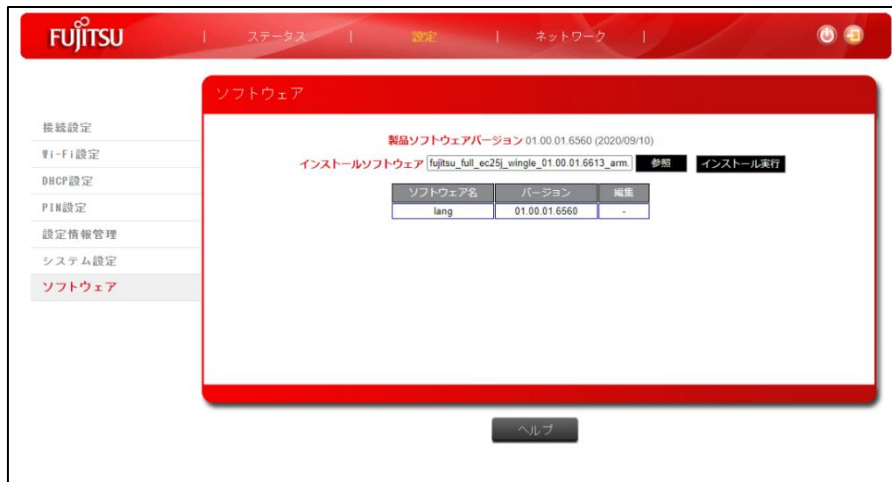 FUJITSU
ステータス
設定
ネットワーク
ソフトウェア
接続設定
Wi-Fi設定
DHCP設定
PIN設定
設定情報管理
システム設定
ソフトウェア
製品ソフトウェアバージョン 01.00.01.6560 (2020/09/10)
インストールソフトウェア fujitsu_full_ec25j_wingle_01.00.01.6613_arm. 参照 インストール実行
ソフトウェア名 バージョン 編集
lang 01.00.01.6560 -
ヘルプ